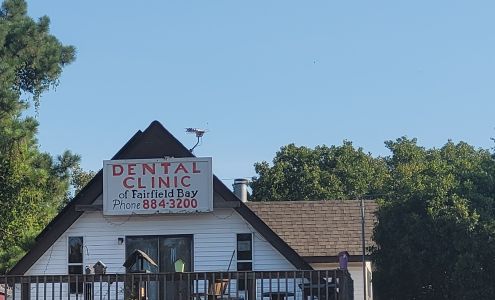 DENTAL
CLINIC
of Fairfield Bay
Phone 884-3200